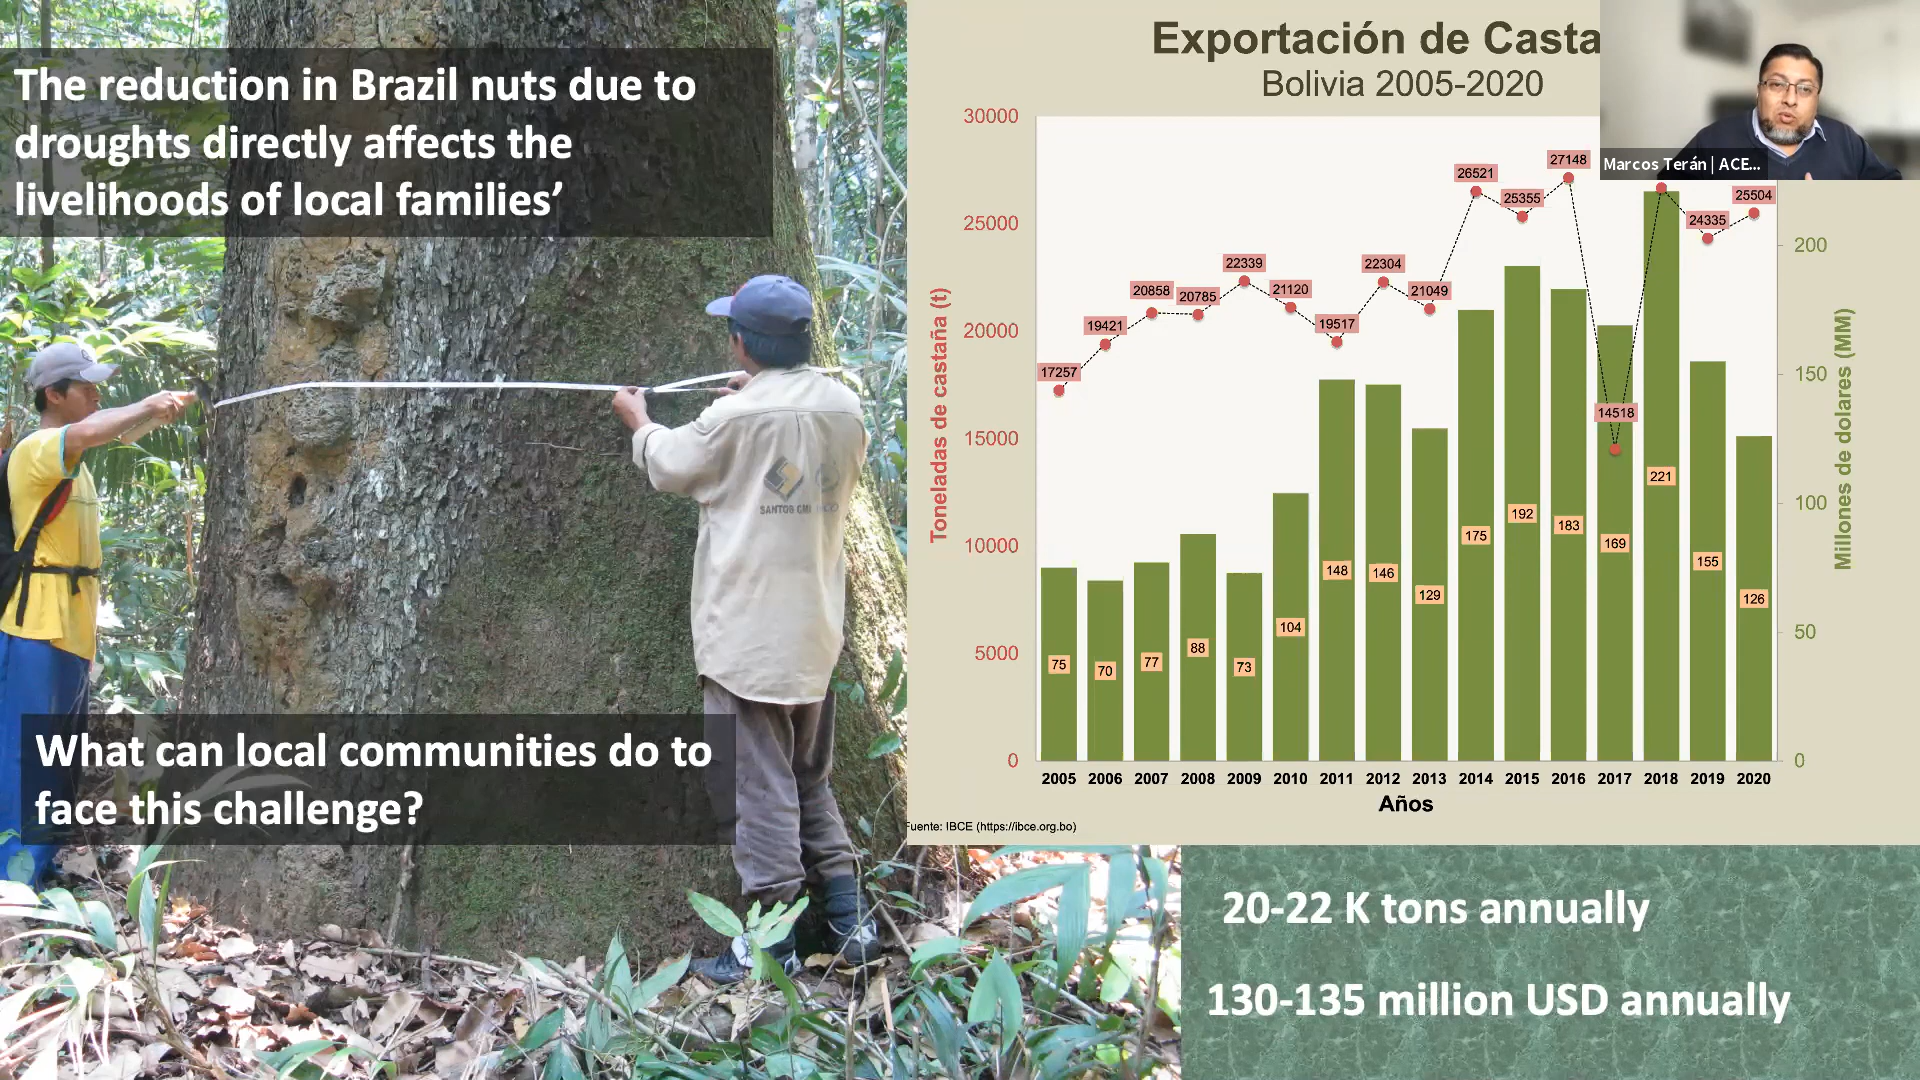 The reduction in Brazil nuts due to
droughts directly affects the
livelihoods of local families’
What can local communities do to
face this challenge?
SANTOS
Exportación de Casta
Bolivia 2005-2020
Marcos Terán | ACE...
Toneladas de castaña (t)
30000
25000
20000
15000
10000
5000
0
17257
19421
20858
20785
22339
21120
19517
22304
21049
26521
25355
27148
14518
24335
25504
75
70
77
88
73
104
148
146
129
175
192
183
169
221
155
126
200
150
100
50
0
Millones de dolares (MM)
2005 2006 2007 2008 2009 2010 2011 2012 2013 2014 2015 2016 2017 2018 2019 2020
Años
Fuente: IBCE (https://ibce.org.bo)
20-22 K tons annually
130-135 million USD annually